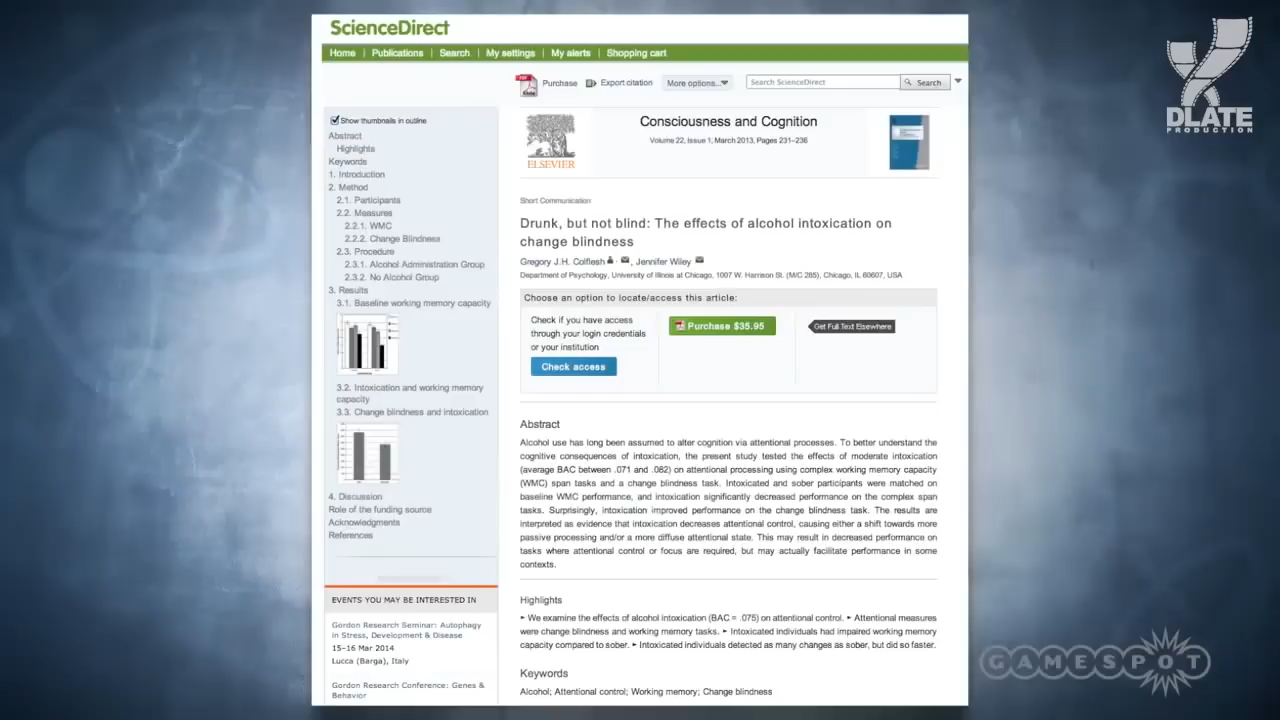 ScienceDirect
Home | Publications | Search | My settings | My alerts | Shopping cart
Purchase Export citation More options... Search ScienceDirect Search
DLATE
PRODUCTION
Show thumbnails in outline
Abstract
Highlights
Keywords
1. Introduction
2. Method
2.1. Participants
2.2. Measures
2.2.1. WMC
2.2.2. Change Blindness
2.3. Procedure
2.3.1. Alcohol Administration Group
2.3.2. No Alcohol Group
3. Results
3.1. Baseline working memory capacity
3.2. Intoxication and working memory
capacity
3.3. Change blindness and intoxication
4. Discussion
Role of the funding source
Acknowledgments
References
EVENTS YOU MAY BE INTERESTED IN
Gordon Research Seminar: Autophagy
in Stress, Development & Disease
15–16 Mar 2014
Lucca (Barga), Italy
Gordon Research Conference: Genes &
Behavior
ELSEVIER
Consciousness and Cognition
Volume 22, Issue 1, March 2013, Pages 231–236
Short Communication
Drunk, but not blind: The effects of alcohol intoxication on
change blindness
Gregory J.H. Colflesh , Jennifer Wiley
Department of Psychology, University of Illinois at Chicago, 1007 W. Harrison St. (M/C 285), Chicago, IL 60607, USA
Choose an option to locate/access this article:
Check if you have access
through your login credentials
or your institution
Check access
Purchase $35.95
Get Full Text Elsewhere
Abstract
Alcohol use has long been assumed to alter cognition via attentional processes. To better understand the
cognitive consequences of intoxication, the present study tested the effects of moderate intoxication
(average BAC between .071 and .082) on attentional processing using complex working memory capacity
(WMC) span tasks and a change blindness task. Intoxicated and sober participants were matched on
baseline WMC performance, and intoxication significantly decreased performance on the complex span
tasks. Surprisingly, intoxication improved performance on the change blindness task. The results are
interpreted as evidence that intoxication decreases attentional control, causing either a shift towards more
passive processing and/or a more diffuse attentional state. This may result in decreased performance on
tasks where attentional control or focus are required, but may actually facilitate performance in some
contexts.
Highlights
► We examine the effects of alcohol intoxication (BAC = .075) on attentional control. ► Attentional measures
were change blindness and working memory tasks. ► Intoxicated individuals had impaired working memory
capacity compared to sober. ► Intoxicated individuals detected as many changes as sober, but did so faster.
Keywords
Alcohol; Attentional control; Working memory; Change blindness
GAMESPOT